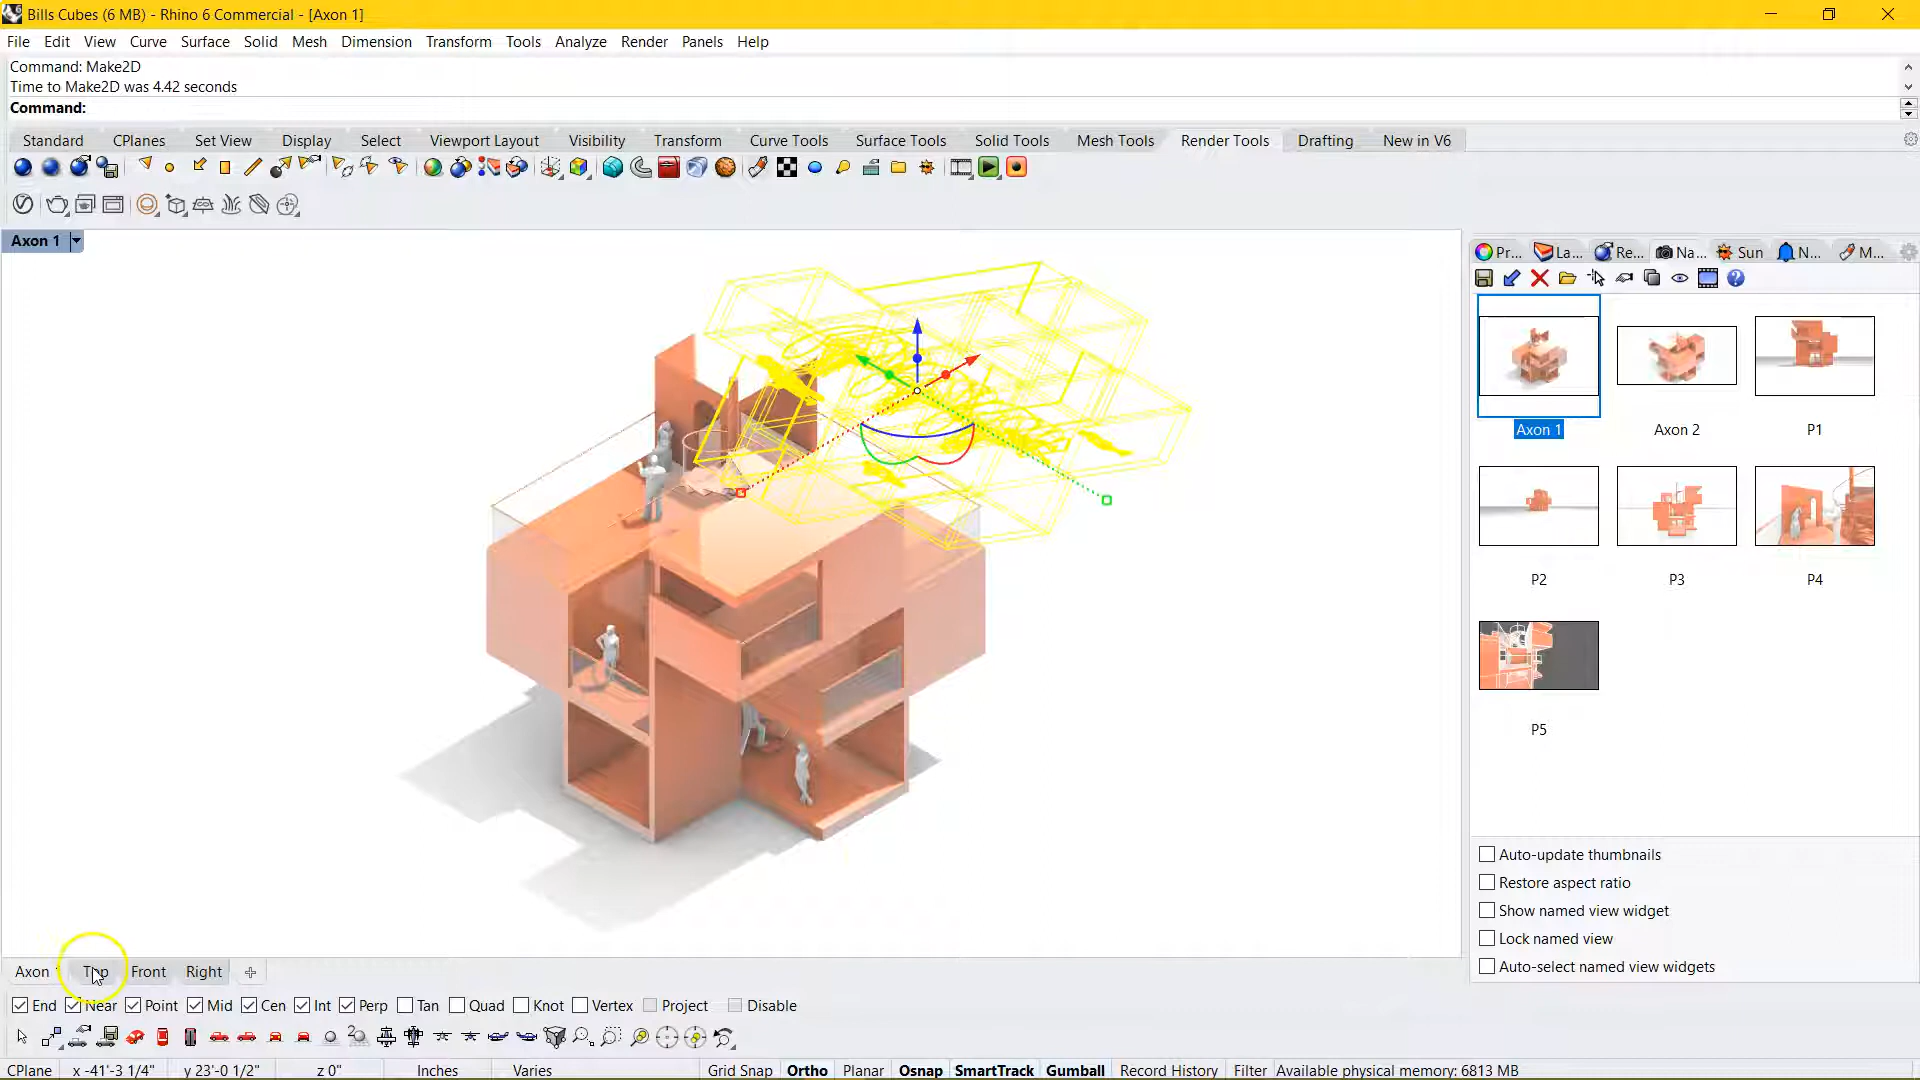 Bills Cubes (6 MB) - Rhino 6 Commercial - [Axon 1]
File Edit View Curve Surface Solid Mesh Dimension Transform Tools Analyze Render Panels Help
Command: Make2D
Time to Make2D was 4.42 seconds
Command:
Standard CPlanes Set View Display Select Viewport Layout Visibility Transform Curve Tools Surface Tools Solid Tools Mesh Tools Render Tools Drafting New in V6
Axon 1
Pr... La... Re... Na... Sun N... M...
Axon 1 Axon 2 P1
P2 P3 P4
P5
Auto-update thumbnails
Restore aspect ratio
Show named view widget
Lock named view
Auto-select named view widgets
Axon Top Front Right
End Near Point Mid Cen Int Perp Tan Quad Knot Vertex Project Disable
CPlane x -41'-3 1/4" y 23'-0 1/2" z 0" Inches Varies Grid Snap Ortho Planar Osnap SmartTrack Gumball Record History Filter Available physical memory: 6813 MB